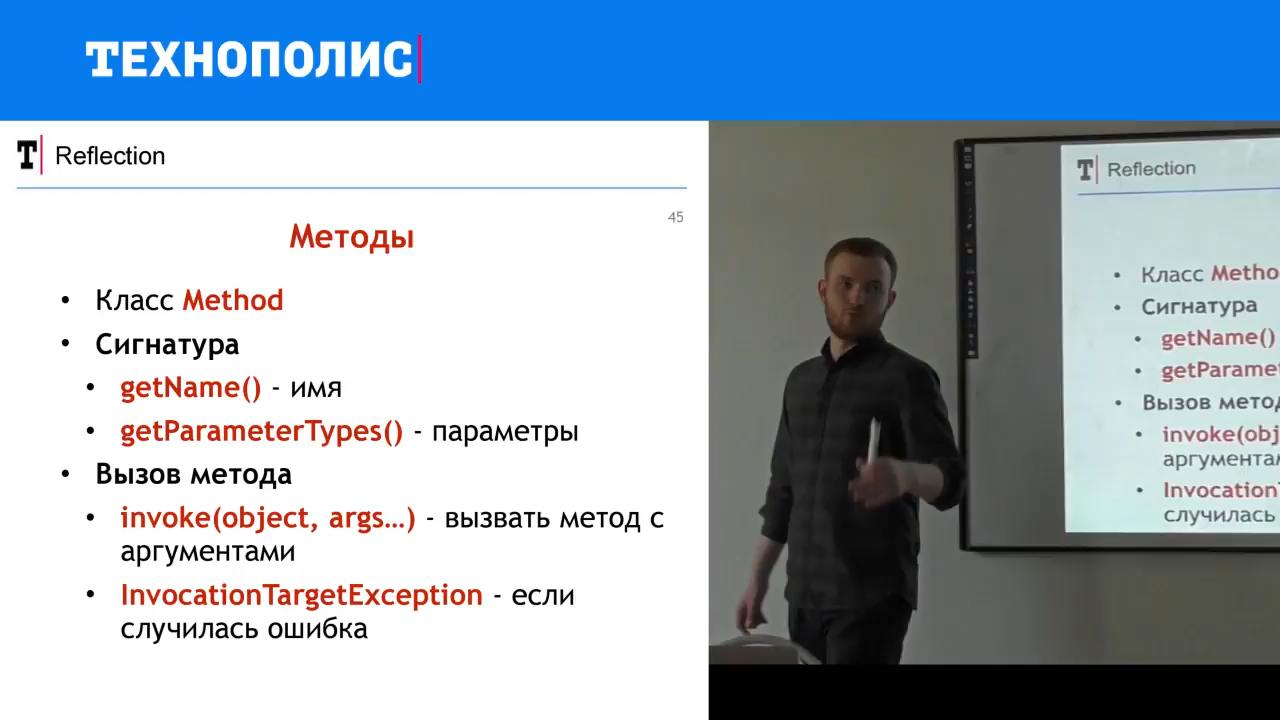 ТЕХНОПОЛИС
T Reflection
45
Методы
• Класс Method
• Сигнатура
• getName() - имя
• getParameterTypes() - параметры
• Вызов метода
• invoke(object, args…) - вызвать метод с
аргументами
• InvocationTargetException - если
случилась ошибка
T Reflection
• Класс Metho
• Сигнатура
• getName()
• getParame
• Вызов метод
• invoke(obj
аргумента
• Invocation
случилась